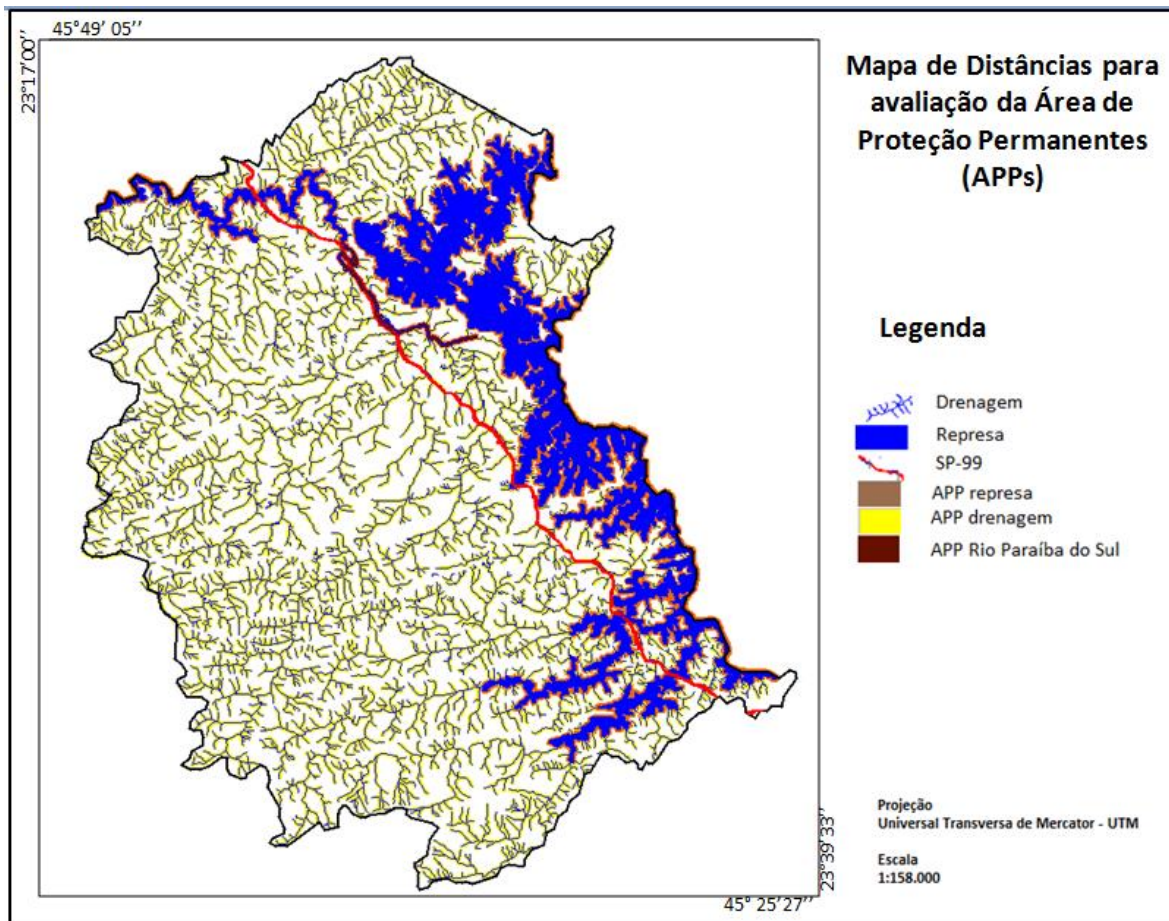 45°49’ 05’’
23°17’00’’
Mapa de Distâncias para
avaliação da Área de
Proteção Permanentes
(APPs)
Legenda
Drenagem
Represa
SP-99
APP represa
APP drenagem
APP Rio Paraíba do Sul
Projeção
Universal Transversa de Mercator - UTM
Escala
1:158.000
23°39’33’’
45° 25’27’’